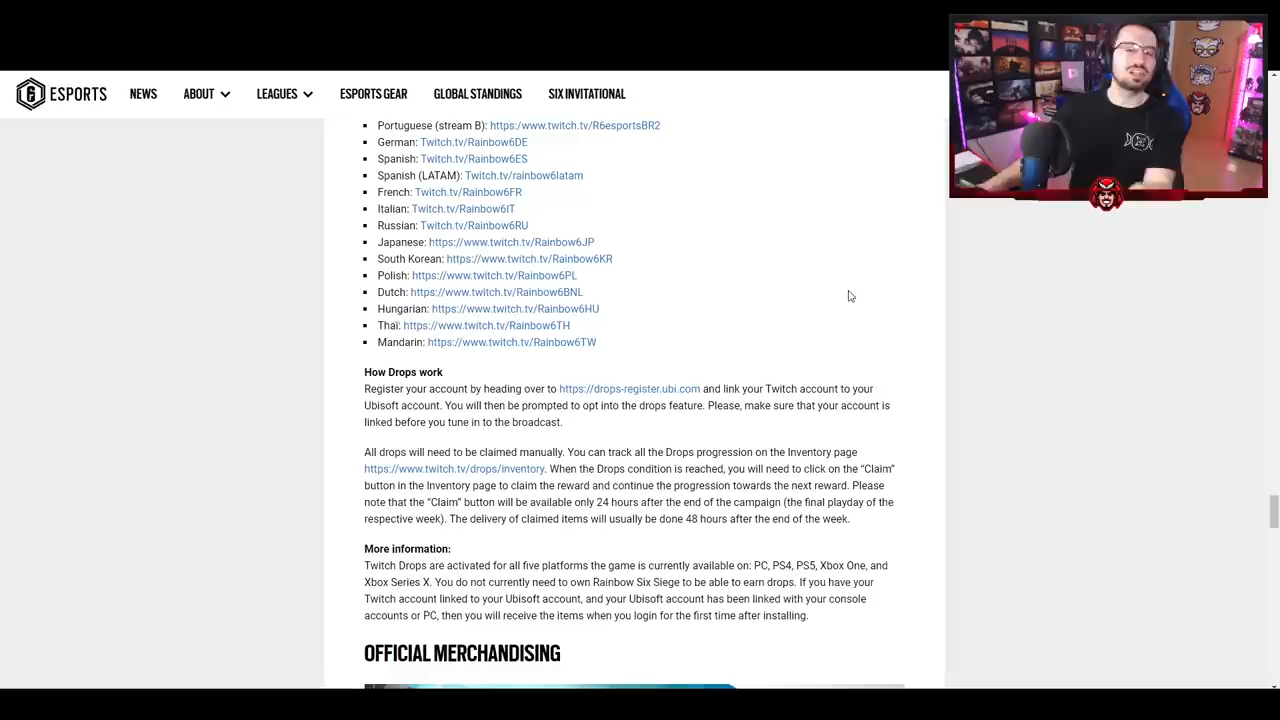 6 ESPORTS NEWS ABOUT LEAGUES ESPORTS GEAR GLOBAL STANDINGS SIX INVITATIONAL
Portuguese (stream B): https:/www.twitch.tv/R6esportsBR2
German: Twitch.tv/Rainbow6DE
Spanish: Twitch.tv/Rainbow6ES
Spanish (LATAM): Twitch.tv/rainbow6latam
French: Twitch.tv/Rainbow6FR
Italian: Twitch.tv/Rainbow6IT
Russian: Twitch.tv/Rainbow6RU
Japanese: https://www.twitch.tv/Rainbow6JP
South Korean: https://www.twitch.tv/Rainbow6KR
Polish: https://www.twitch.tv/Rainbow6PL
Dutch: https://www.twitch.tv/Rainbow6BNL
Hungarian: https://www.twitch.tv/Rainbow6HU
Thaï: https://www.twitch.tv/Rainbow6TH
Mandarin: https://www.twitch.tv/Rainbow6TW
How Drops work
Register your account by heading over to https://drops-register.ubi.com and link your Twitch account to your
Ubisoft account. You will then be prompted to opt into the drops feature. Please, make sure that your account is
linked before you tune in to the broadcast.
All drops will need to be claimed manually. You can track all the Drops progression on the Inventory page
https://www.twitch.tv/drops/inventory. When the Drops condition is reached, you will need to click on the “Claim”
button in the Inventory page to claim the reward and continue the progression towards the next reward. Please
note that the “Claim” button will be available only 24 hours after the end of the campaign (the final playday of the
respective week). The delivery of claimed items will usually be done 48 hours after the end of the week.
More information:
Twitch Drops are activated for all five platforms the game is currently available on: PC, PS4, PS5, Xbox One, and
Xbox Series X. You do not currently need to own Rainbow Six Siege to be able to earn drops. If you have your
Twitch account linked to your Ubisoft account, and your Ubisoft account has been linked with your console
accounts or PC, then you will receive the items when you login for the first time after installing.
OFFICIAL MERCHANDISING